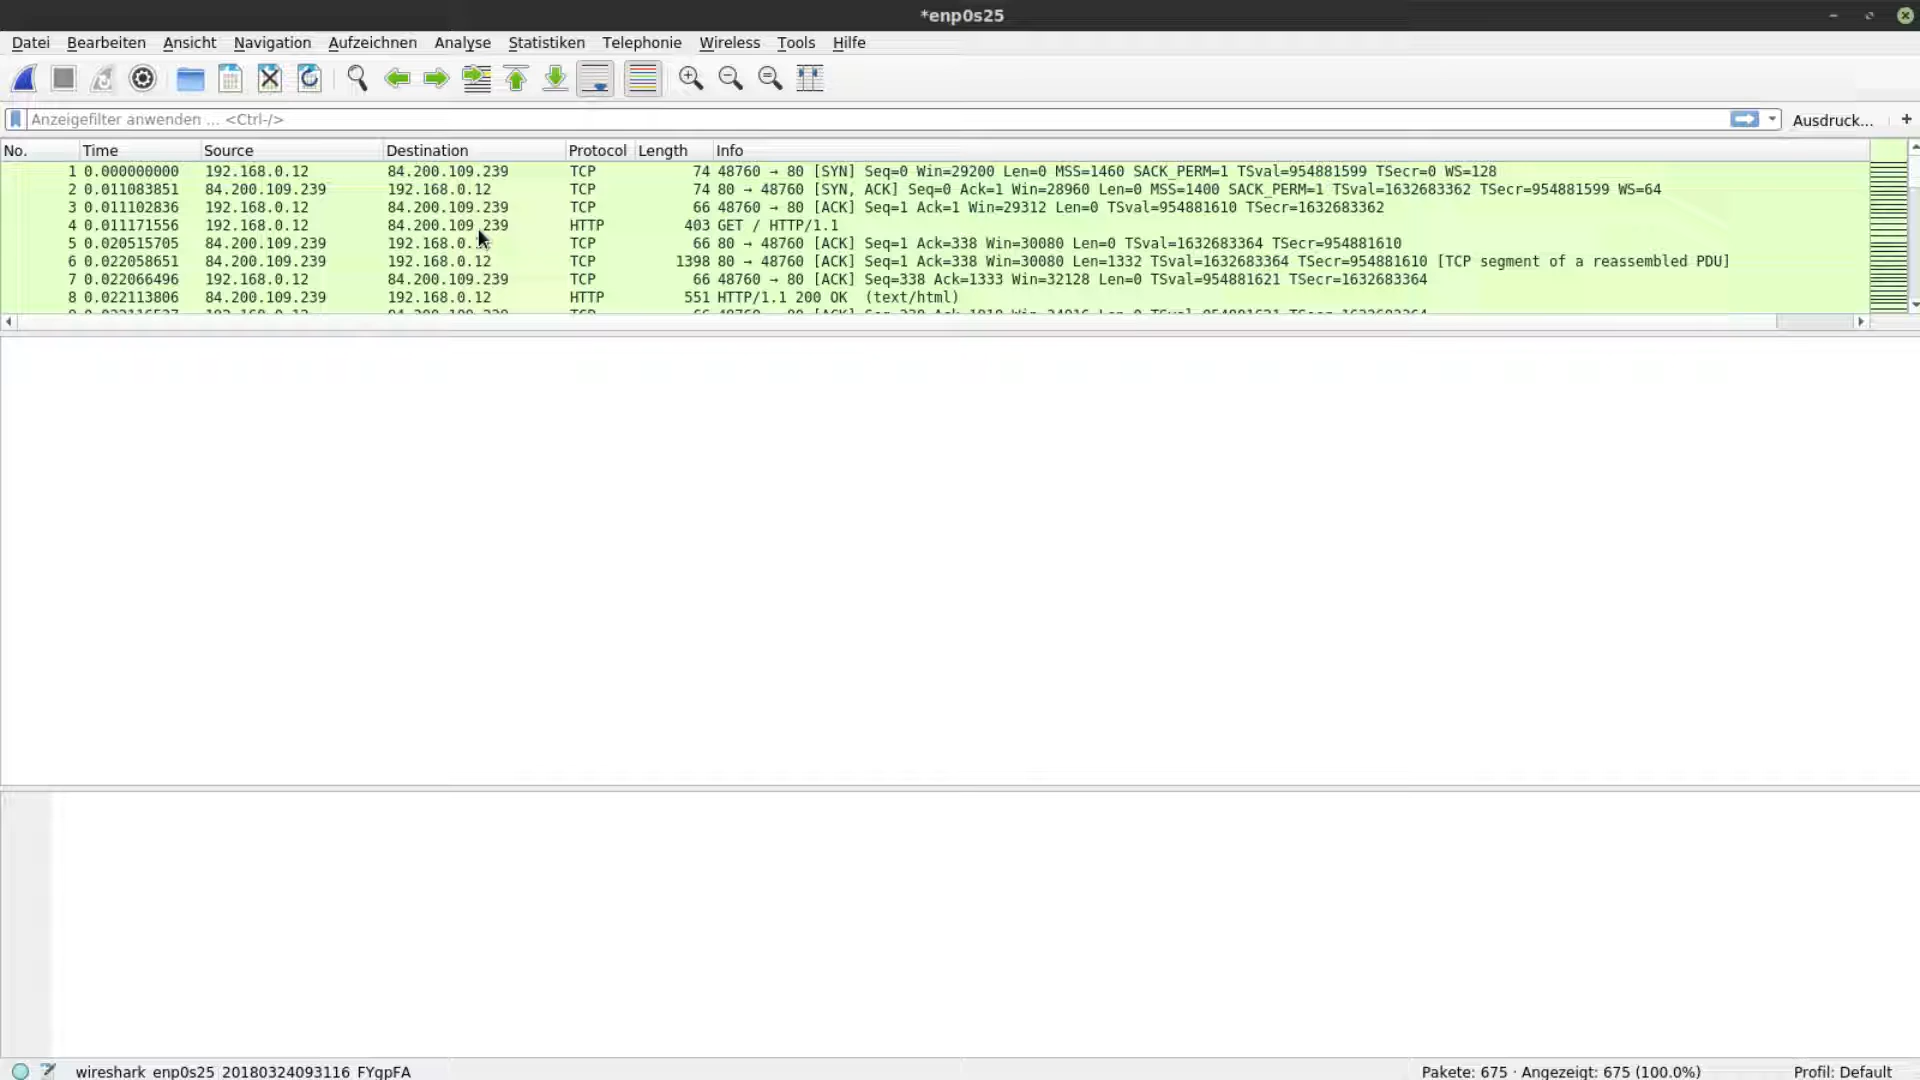 *enp0s25
Datei Bearbeiten Ansicht Navigation Aufzeichnen Analyse Statistiken Telephonie Wireless Tools Hilfe
Anzeigefilter anwenden ... <Ctrl-/> Ausdruck... +
No. Time Source Destination Protocol Length Info
1 0.000000000 192.168.0.12 84.200.109.239 TCP 74 48760 → 80 [SYN] Seq=0 Win=29200 Len=0 MSS=1460 SACK_PERM=1 TSval=954881599 TSecr=0 WS=128
2 0.011083851 84.200.109.239 192.168.0.12 TCP 74 80 → 48760 [SYN, ACK] Seq=0 Ack=1 Win=28960 Len=0 MSS=1400 SACK_PERM=1 TSval=1632683362 TSecr=954881599 WS=64
3 0.011102836 192.168.0.12 84.200.109.239 TCP 66 48760 → 80 [ACK] Seq=1 Ack=1 Win=29312 Len=0 TSval=954881610 TSecr=1632683362
4 0.011171556 192.168.0.12 84.200.109.239 HTTP 403 GET / HTTP/1.1
5 0.020515705 84.200.109.239 TCP 66 80 → 48760 [ACK] Seq=1 Ack=338 Win=30080 Len=0 TSval=1632683364 TSecr=954881610
6 0.022058651 84.200.109.239 192.168.0.12 TCP 1398 80 → 48760 [ACK] Seq=1 Ack=338 Win=30080 Len=1332 TSval=1632683364 TSecr=954881610 [TCP segment of a reassembled PDU]
7 0.022066496 192.168.0.12 84.200.109.239 TCP 66 48760 → 80 [ACK] Seq=338 Ack=1333 Win=32128 Len=0 TSval=954881621 TSecr=1632683364
8 0.022113806 84.200.109.239 192.168.0.12 HTTP 551 HTTP/1.1 200 OK (text/html)
wireshark_enp0s25_20180324093116_FYgpFA Pakete: 675 · Angezeigt: 675 (100.0%) Profil: Default